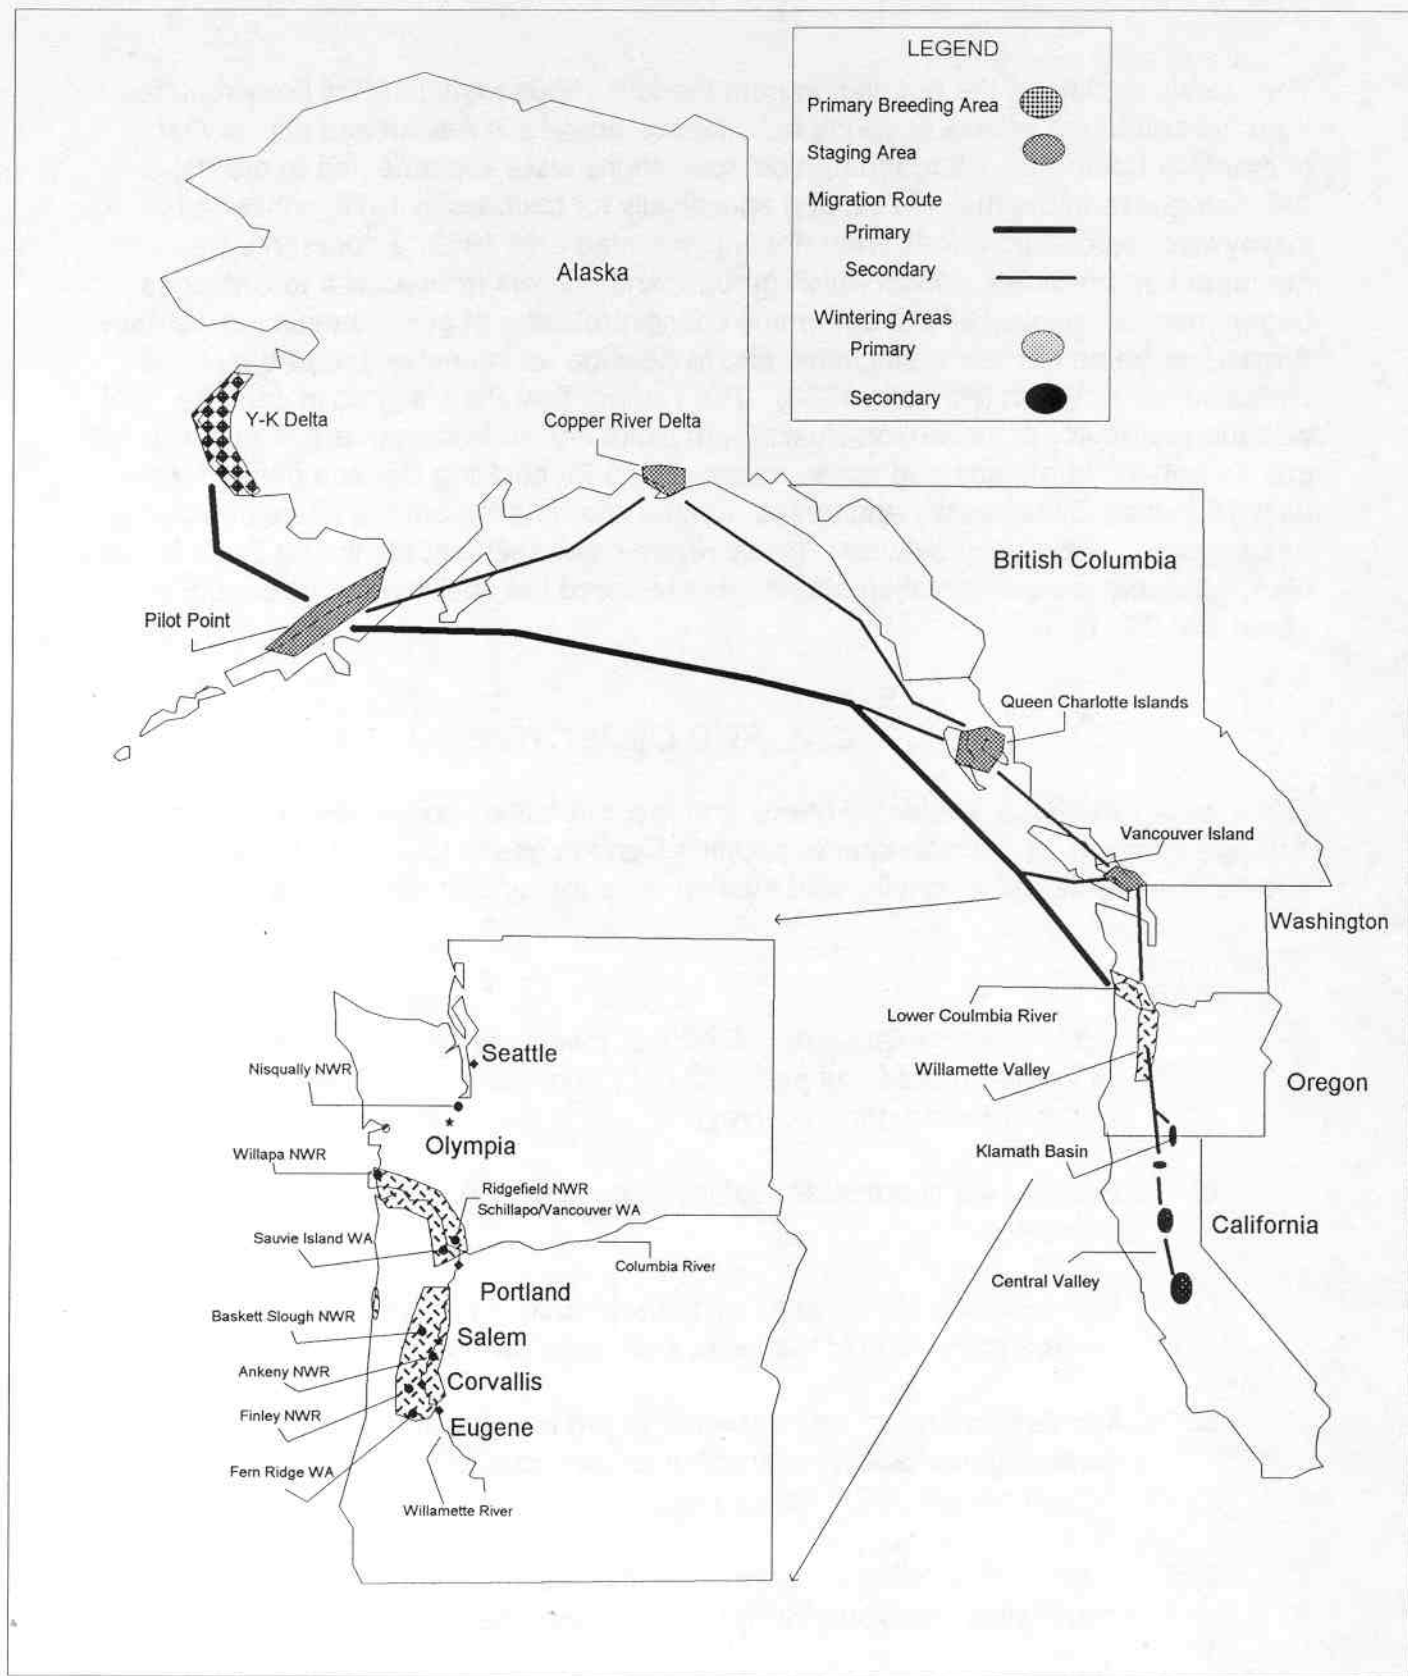 LEGEND
Primary Breeding Area
Staging Area
Migration Route
Primary
Secondary
Wintering Areas
Primary
Secondary
Alaska
Y-K Delta
Copper River Delta
British Columbia
Pilot Point
Queen Charlotte Islands
Vancouver Island
Washington
Lower Coulmbia River
Willamette Valley
Oregon
Klamath Basin
California
Central Valley
Seattle
Nisqually NWR
Olympia
Willapa NWR
Ridgefield NWR
Schillapo/Vancouver WA
Sauvie Island WA
Columbia River
Portland
Baskett Slough NWR
Salem
Ankeny NWR
Corvallis
Finley NWR
Eugene
Fern Ridge WA
Willamette River